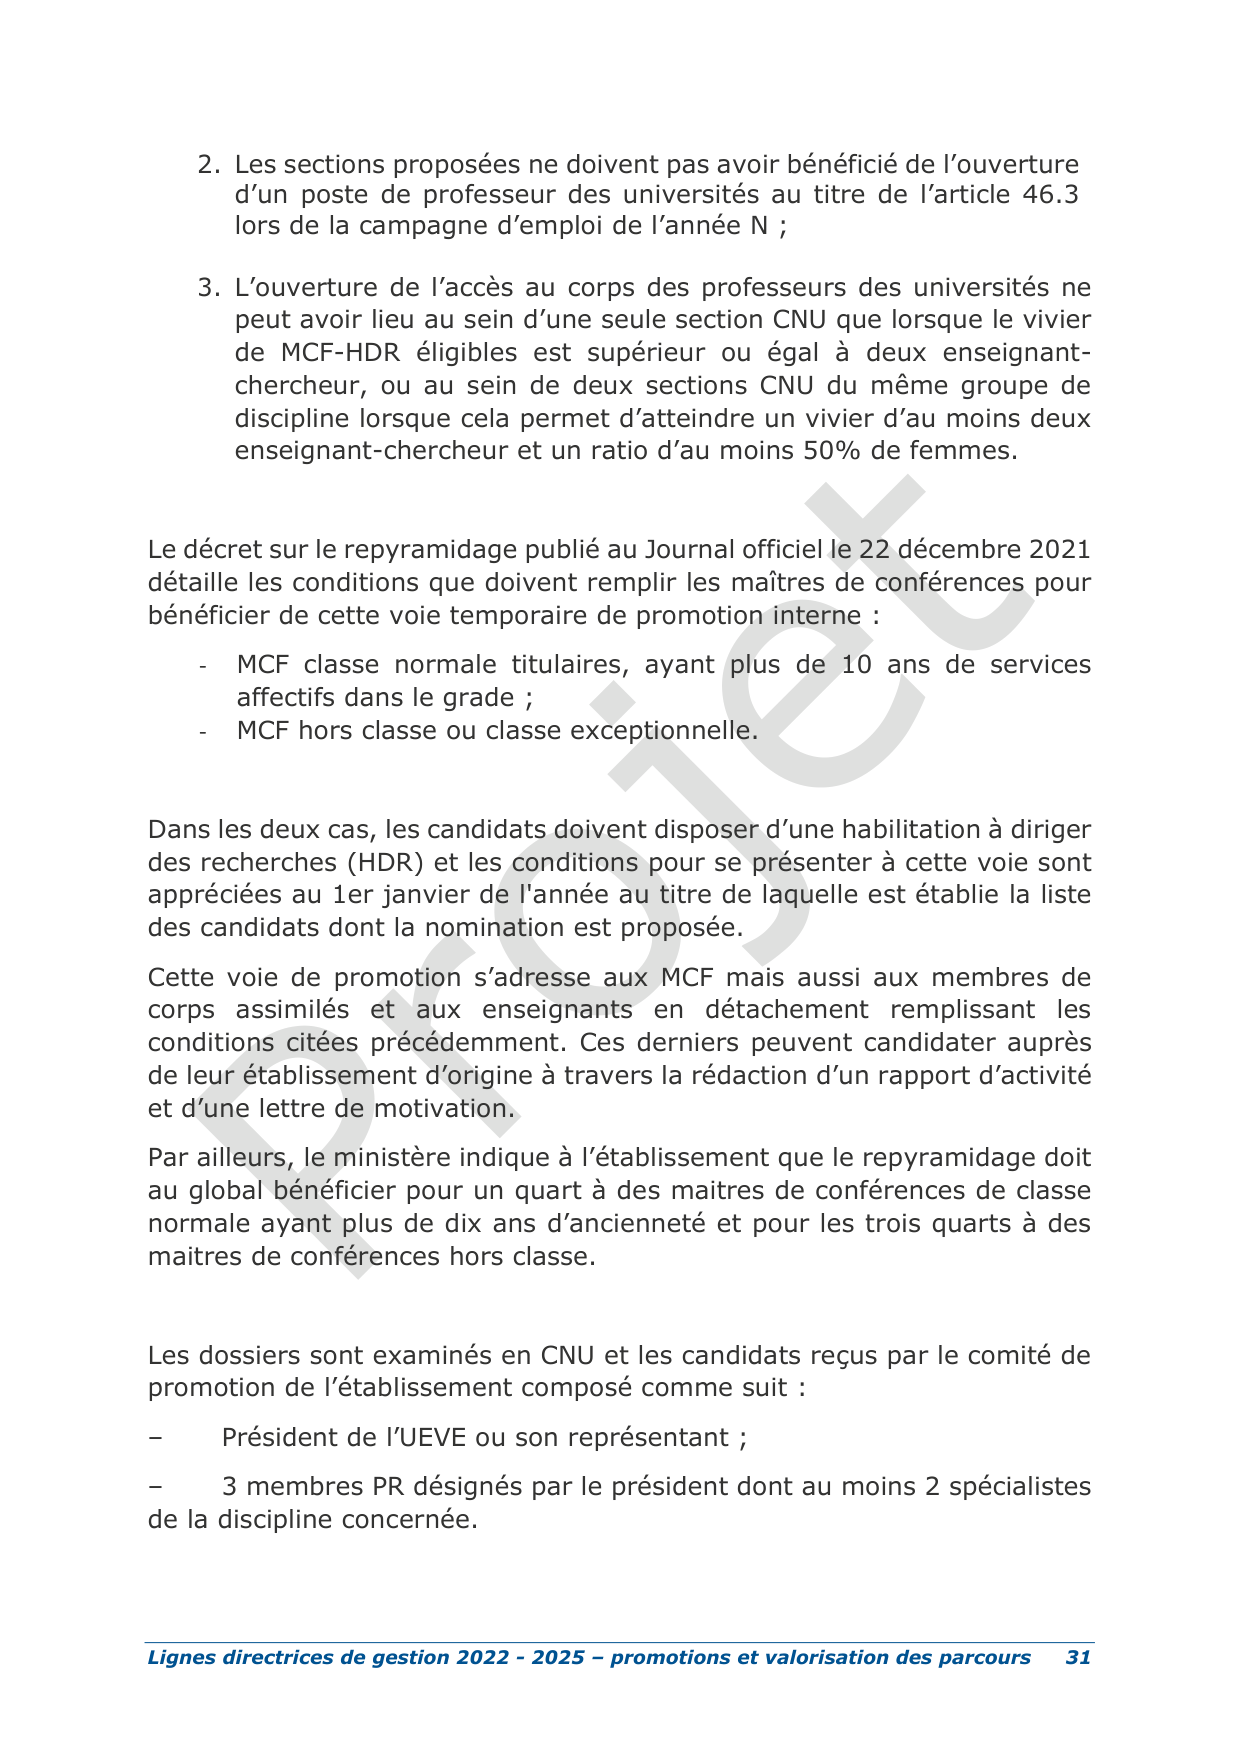 2. Les sections proposées ne doivent pas avoir bénéficié de l’ouverture
d’un poste de professeur des universités au titre de l’article 46.3
lors de la campagne d’emploi de l’année N ;
3. L’ouverture de l’accès au corps des professeurs des universités ne
peut avoir lieu au sein d’une seule section CNU que lorsque le vivier
de MCF-HDR éligibles est supérieur ou égal à deux enseignant-
chercheur, ou au sein de deux sections CNU du même groupe de
discipline lorsque cela permet d’atteindre un vivier d’au moins deux
enseignant-chercheur et un ratio d’au moins 50% de femmes.
Le décret sur le repyramidage publié au Journal officiel le 22 décembre 2021
détaille les conditions que doivent remplir les maîtres de conférences pour
bénéficier de cette voie temporaire de promotion interne :
- MCF classe normale titulaires, ayant plus de 10 ans de services
affectifs dans le grade ;
- MCF hors classe ou classe exceptionnelle.
Dans les deux cas, les candidats doivent disposer d’une habilitation à diriger
des recherches (HDR) et les conditions pour se présenter à cette voie sont
appréciées au 1er janvier de l'année au titre de laquelle est établie la liste
des candidats dont la nomination est proposée.
Cette voie de promotion s’adresse aux MCF mais aussi aux membres de
corps assimilés et aux enseignants en détachement remplissant les
conditions citées précédemment. Ces derniers peuvent candidater auprès
de leur établissement d’origine à travers la rédaction d’un rapport d’activité
et d’une lettre de motivation.
Par ailleurs, le ministère indique à l’établissement que le repyramidage doit
au global bénéficier pour un quart à des maitres de conférences de classe
normale ayant plus de dix ans d’ancienneté et pour les trois quarts à des
maitres de conférences hors classe.
Les dossiers sont examinés en CNU et les candidats reçus par le comité de
promotion de l’établissement composé comme suit :
– Président de l’UEVE ou son représentant ;
– 3 membres PR désignés par le président dont au moins 2 spécialistes
de la discipline concernée.
Projet
Lignes directrices de gestion 2022 - 2025 – promotions et valorisation des parcours 31